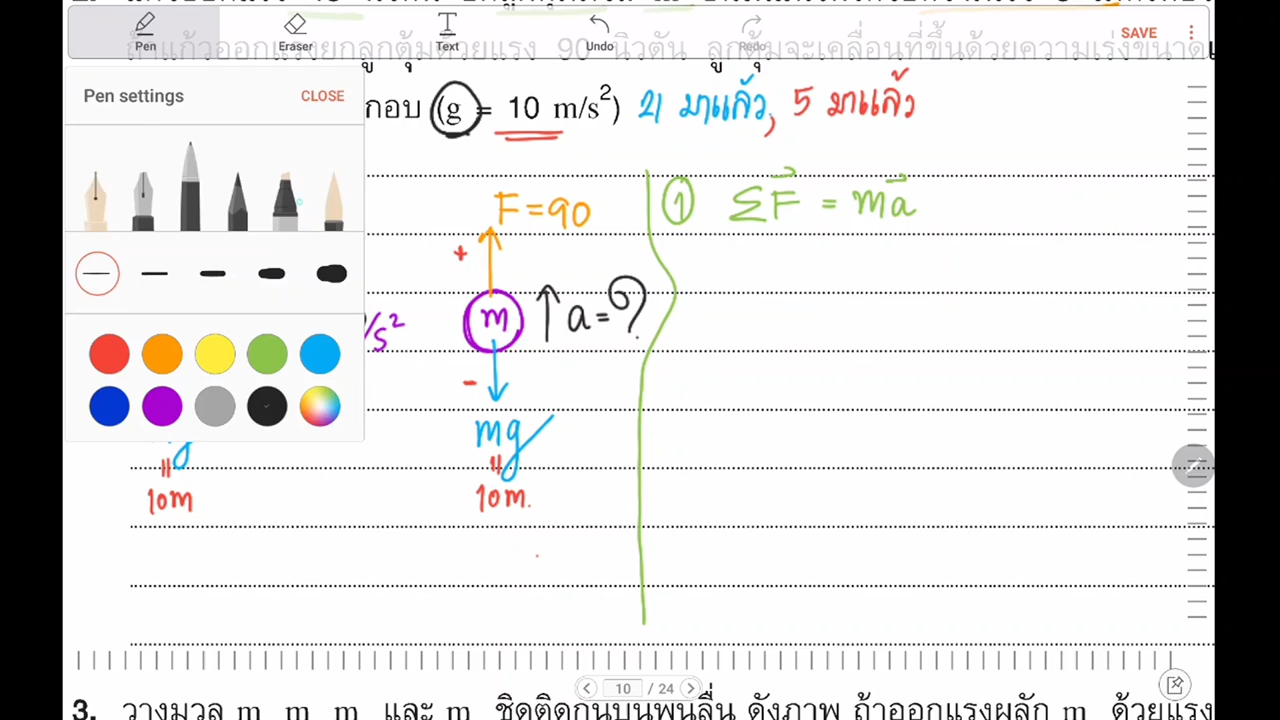 Pen
Eraser
Text
Undo
Redo
SAVE
ถ้าแก้วออกแรงยกลูกตุ้มด้วยแรง 90 นิวตัน ลูกตุ้มจะเคลื่อนที่ขึ้นด้วยความเร่งขนาดเ
Pen settings
CLOSE
กอบ (g = 10 m/s²) 21 มาแล้ว, 5 มาแล้ว
F = 90
① ΣF⃗ = ma⃗
+
m
↑ a = ?
/s²
-
mg
mg
10m
10m.
10 / 24
3. วางมวล m m m และ m ชิดติดกันบนพื้นลื่น ดังภาพ ถ้าออกแรงผลัก m ด้วยแรง